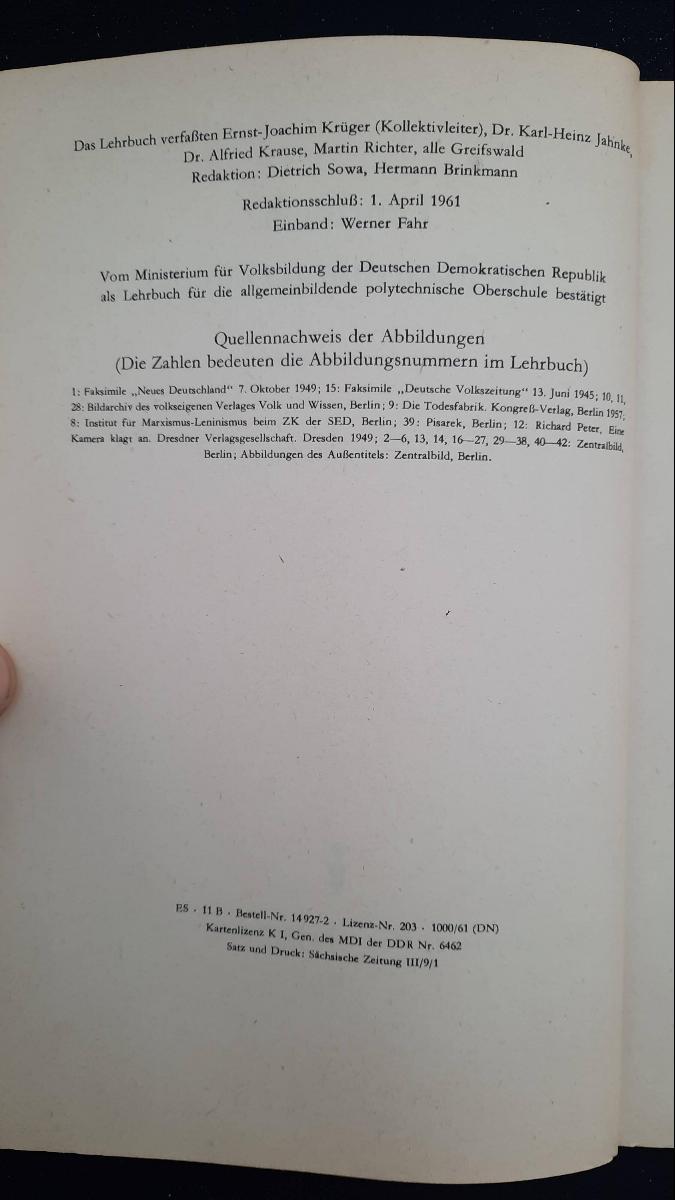 Das Lehrbuch verfaßten Ernst-Joachim Krüger (Kollektivleiter), Dr. Karl-Heinz Jahnke,
Dr. Alfried Krause, Martin Richter, alle Greifswald
Redaktion: Dietrich Sowa, Hermann Brinkmann
Redaktionsschluß: 1. April 1961
Einband: Werner Fahr
Vom Ministerium für Volksbildung der Deutschen Demokratischen Republik
als Lehrbuch für die allgemeinbildende polytechnische Oberschule bestätigt
Quellennachweis der Abbildungen
(Die Zahlen bedeuten die Abbildungsnummern im Lehrbuch)
1: Faksimile „Neues Deutschland“ 7. Oktober 1949; 15: Faksimile „Deutsche Volkszeitung“ 13. Juni 1945; 10, 11,
28: Bildarchiv des volkseigenen Verlages Volk und Wissen, Berlin; 9: Die Todesfabrik. Kongreß-Verlag, Berlin 1957;
8: Institut für Marxismus-Leninismus beim ZK der SED, Berlin; 39: Pisarek, Berlin; 12: Richard Peter, Eine
Kamera klagt an. Dresdner Verlagsgesellschaft. Dresden 1949; 2—6, 13, 14, 16—27, 29—38, 40—42: Zentralbild,
Berlin; Abbildungen des Außentitels: Zentralbild, Berlin.
ES · 11 B · Bestell-Nr. 14 927-2 · Lizenz-Nr. 203 · 1000/61 (DN)
Kartenlizenz K I, Gen. des MDI der DDR Nr. 6462
Satz und Druck: Sächsische Zeitung III/9/1